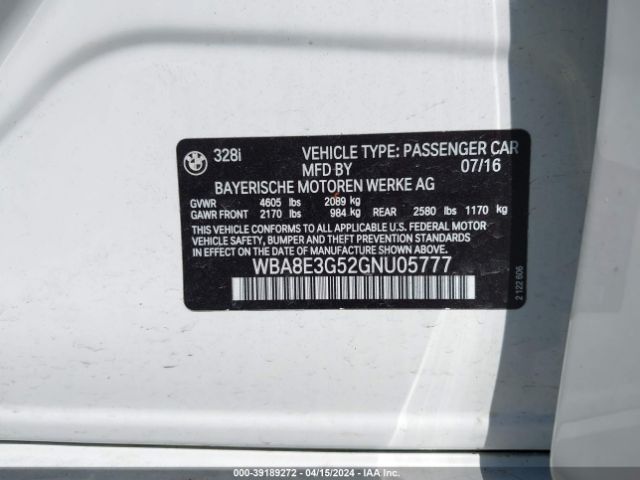 328i VEHICLE TYPE: PASSENGER CAR
MFD BY 07/16
BAYERISCHE MOTOREN WERKE AG
GVWR 4605 lbs 2089 kg
GAWR FRONT 2170 lbs 984 kg REAR 2580 lbs 1170 kg
THIS VEHICLE CONFORMS TO ALL APPLICABLE U.S. FEDERAL MOTOR
VEHICLE SAFETY, BUMPER AND THEFT PREVENTION STANDARDS
IN EFFECT ON THE DATE OF MANUFACTURE SHOWN ABOVE.
WBA8E3G52GNU05777
2 122 606
000-39189272 - 04/15/2024 - IAAI.COM